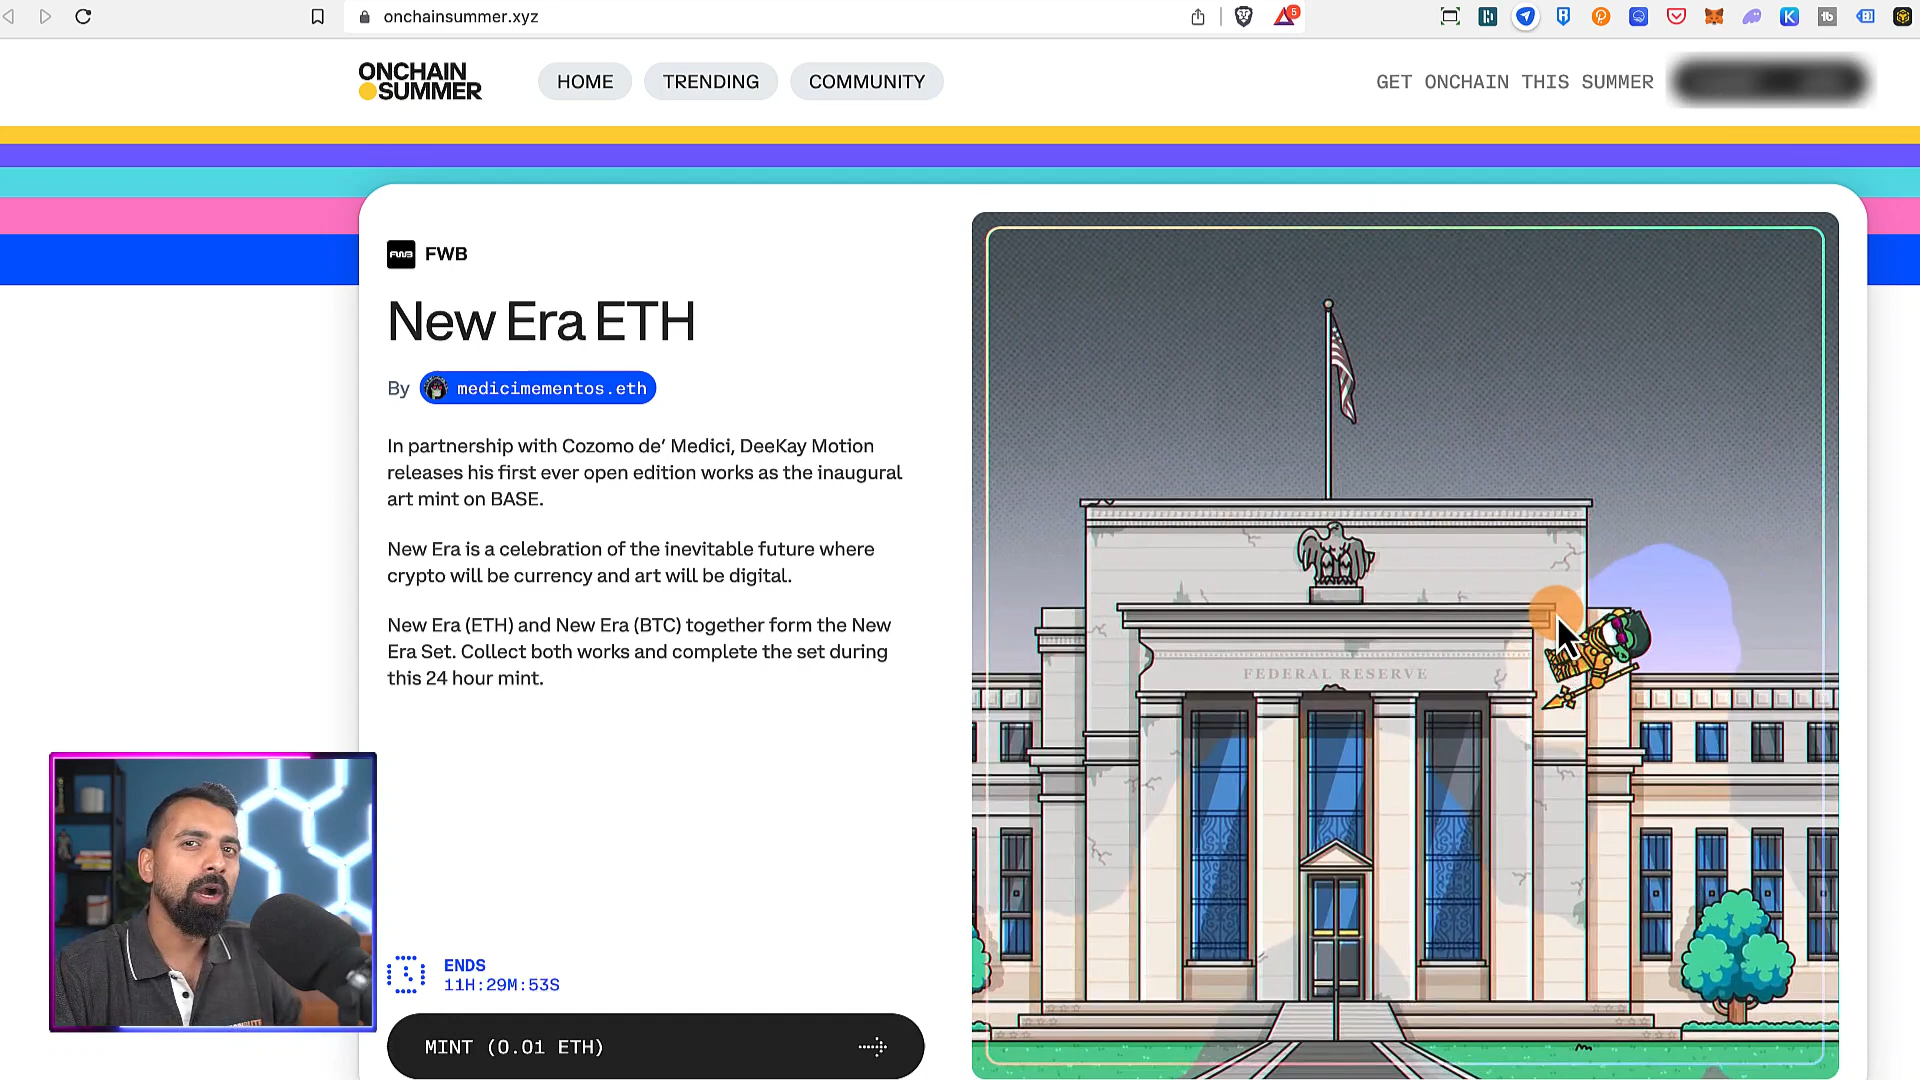 onchainsummer.xyz
5
ONCHAIN
SUMMER
HOME
TRENDING
COMMUNITY
GET ONCHAIN THIS SUMMER
FWB
FWB
New Era ETH
By medicimementos.eth
In partnership with Cozomo de’ Medici, DeeKay Motion
releases his first ever open edition works as the inaugural
art mint on BASE.
New Era is a celebration of the inevitable future where
crypto will be currency and art will be digital.
New Era (ETH) and New Era (BTC) together form the New
Era Set. Collect both works and complete the set during
this 24 hour mint.
FEDERAL RESERVE
ENDS
11H:29M:53S
MINT (0.01 ETH)